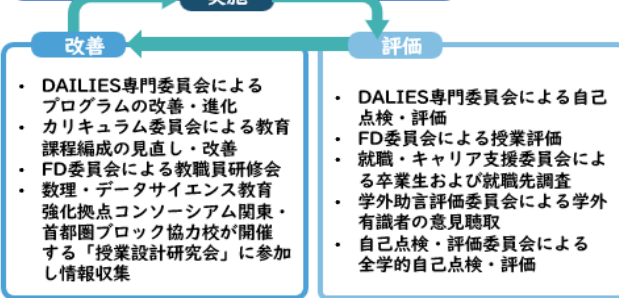 実施
改善
・ DAILIES専門委員会による
プログラムの改善・進化
・ カリキュラム委員会による教育
課程編成の見直し・改善
・ FD委員会による教職員研修会
・ 数理・データサイエンス教育
強化拠点コンソーシアム関東・
首都圏ブロック協力校が開催
する「授業設計研究会」に参加
し情報収集
評価
・ DALIES専門委員会による自己
点検・評価
・ FD委員会による授業評価
・ 就職・キャリア支援委員会によ
る卒業生および就職先調査
・ 学外助言評価委員会による学外
有識者の意見聴取
・ 自己点検・評価委員会による
全学的自己点検・評価